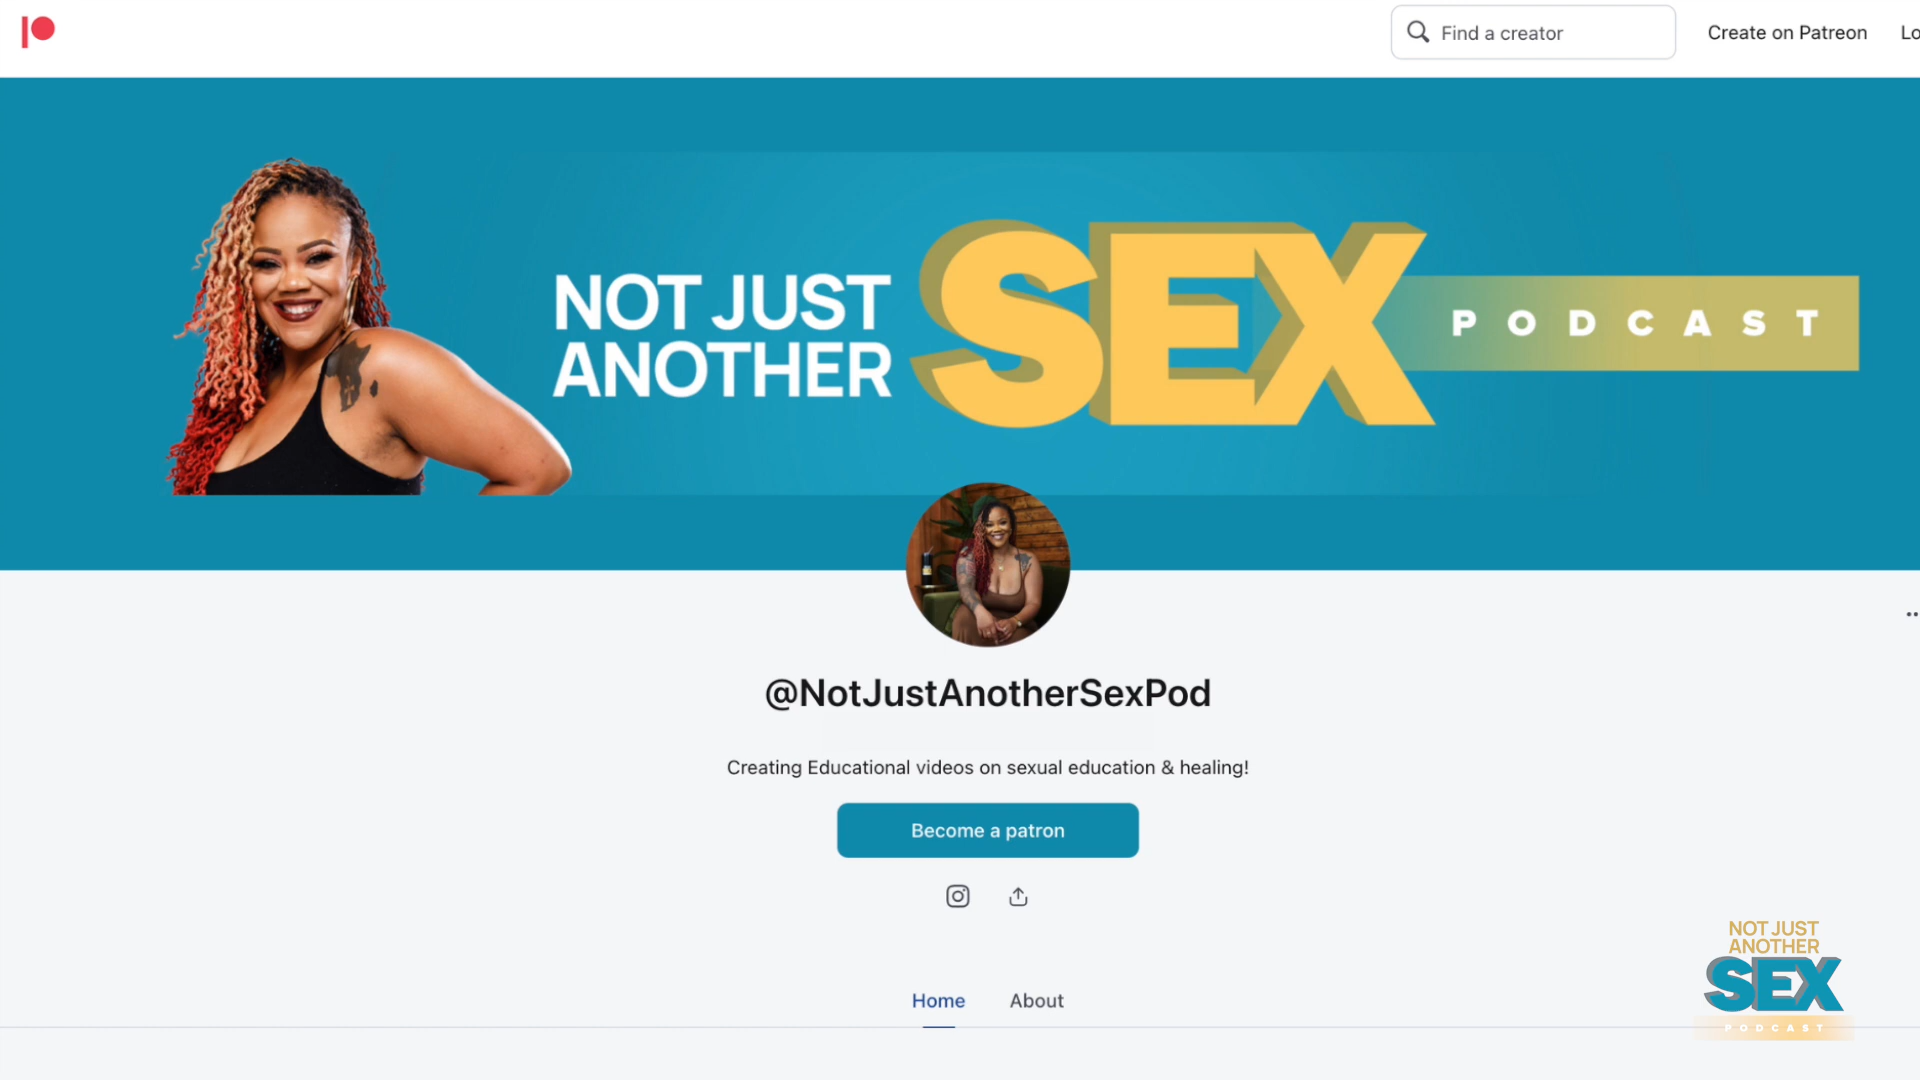 Find a creator
Create on Patreon
Lo
NOT JUST
ANOTHER
SEX
PODCAST
@NotJustAnotherSexPod
Creating Educational videos on sexual education & healing!
Become a patron
Home
About
NOT JUST
ANOTHER
SEX
PODCAST